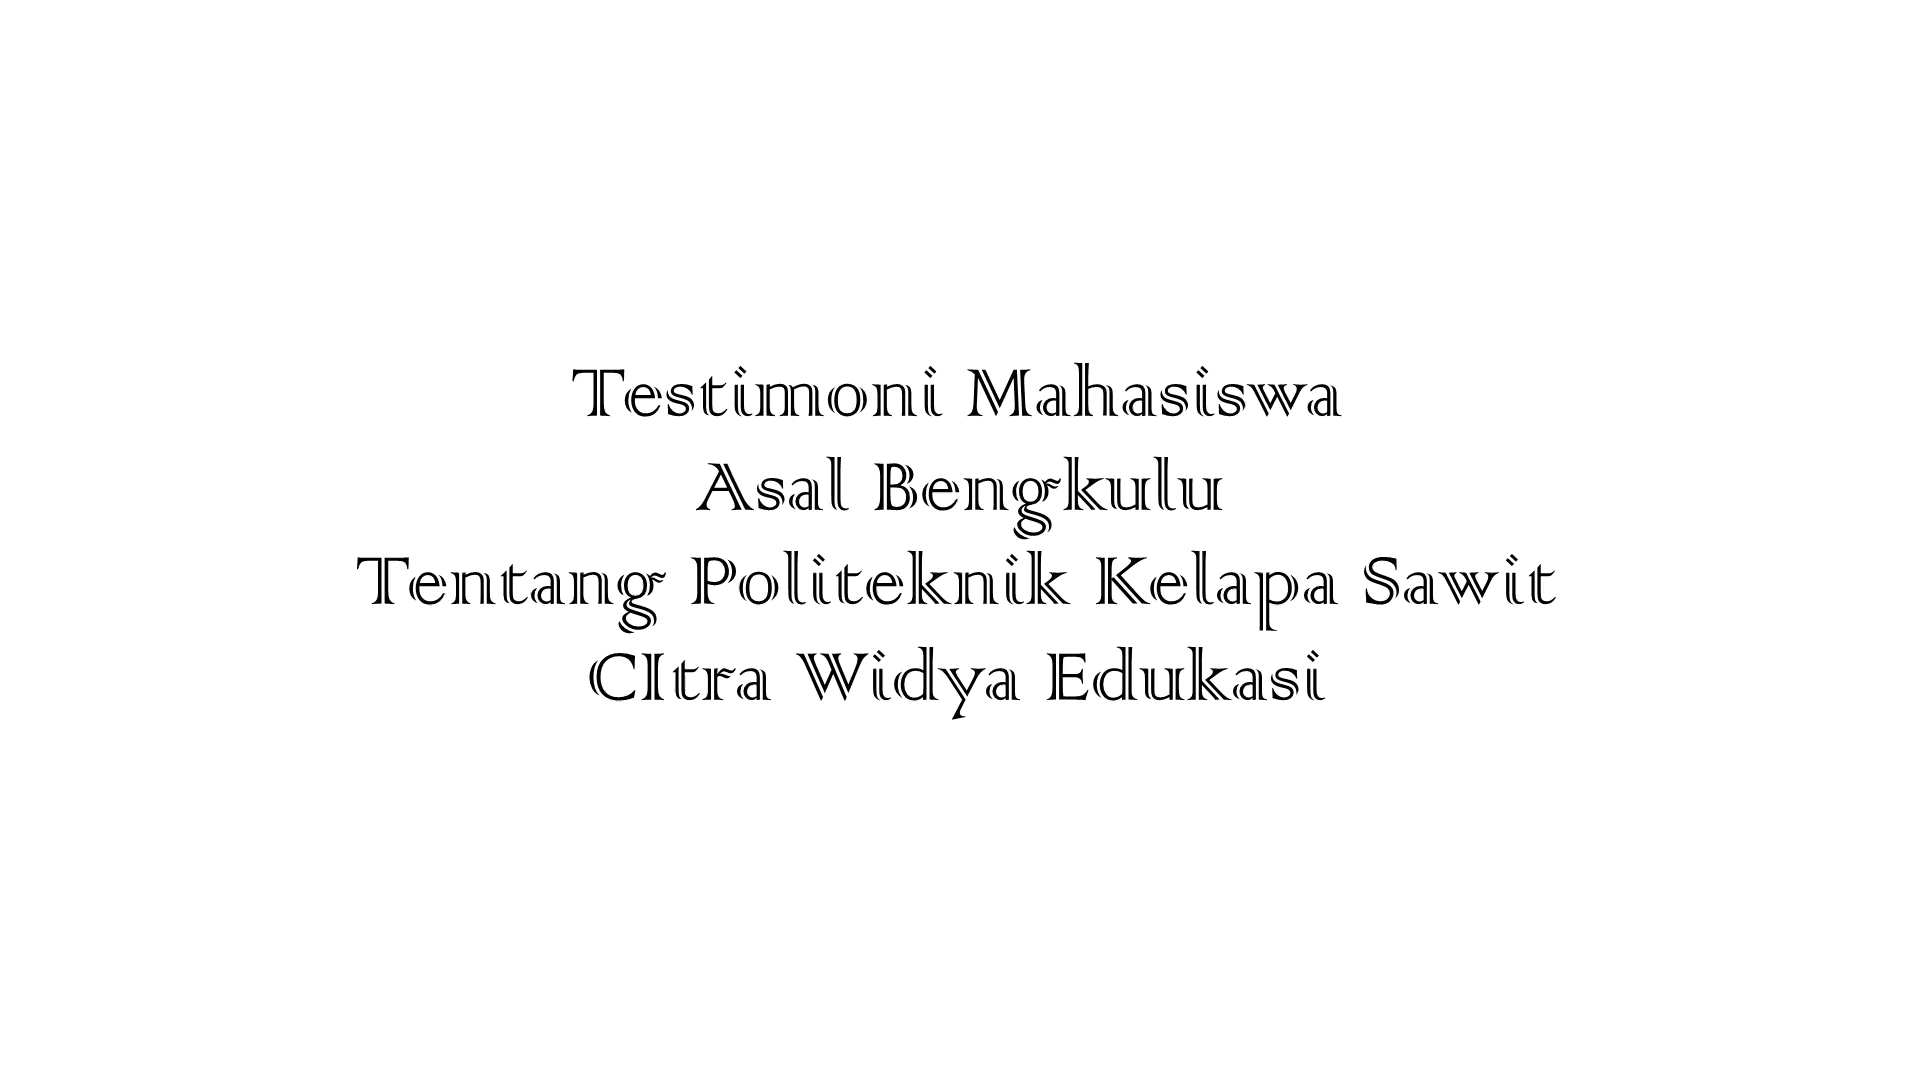 Testimoni Mahasiswa
Asal Bengkulu
Tentang Politeknik Kelapa Sawit
CItra Widya Edukasi